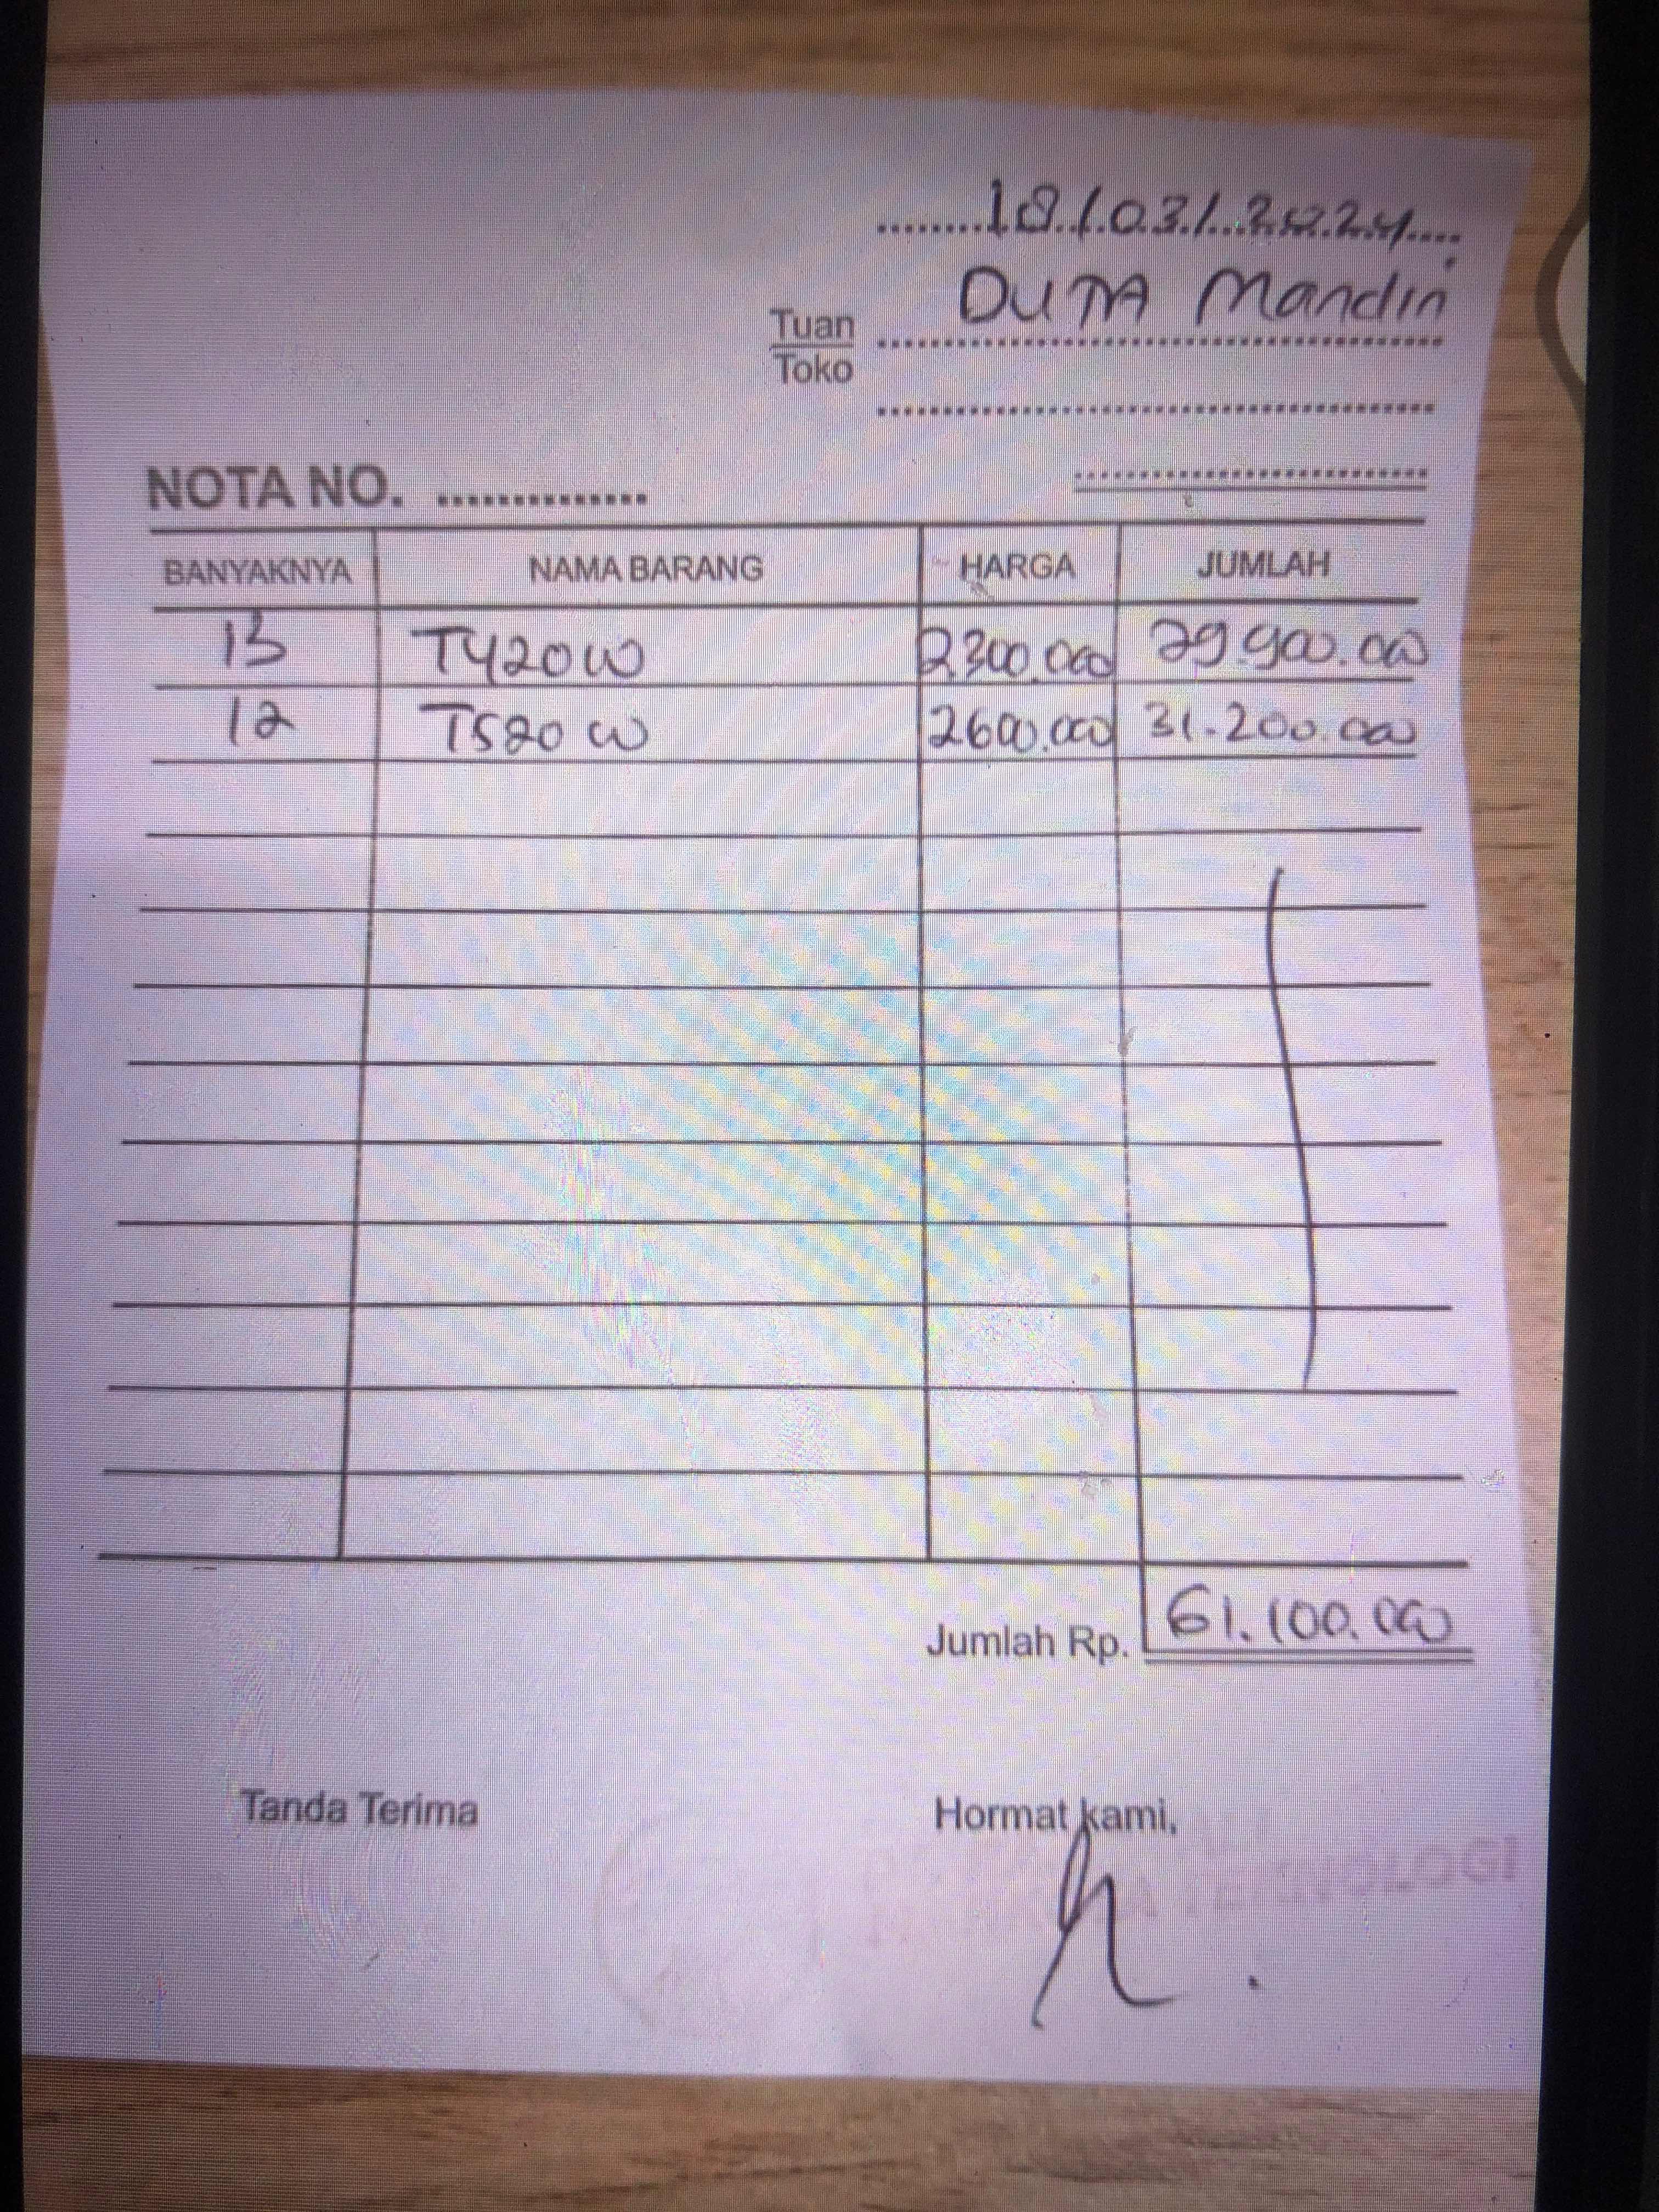 18/03/2024
Tuan DUTA Mandiri
Toko
NOTA NO.
BANYAKNYA NAMA BARANG HARGA JUMLAH
13 T420W 2300.000 29.900.000
12 T520W 2600.000 31.200.000
Jumlah Rp. 61.100.000
Tanda Terima Hormat kami,